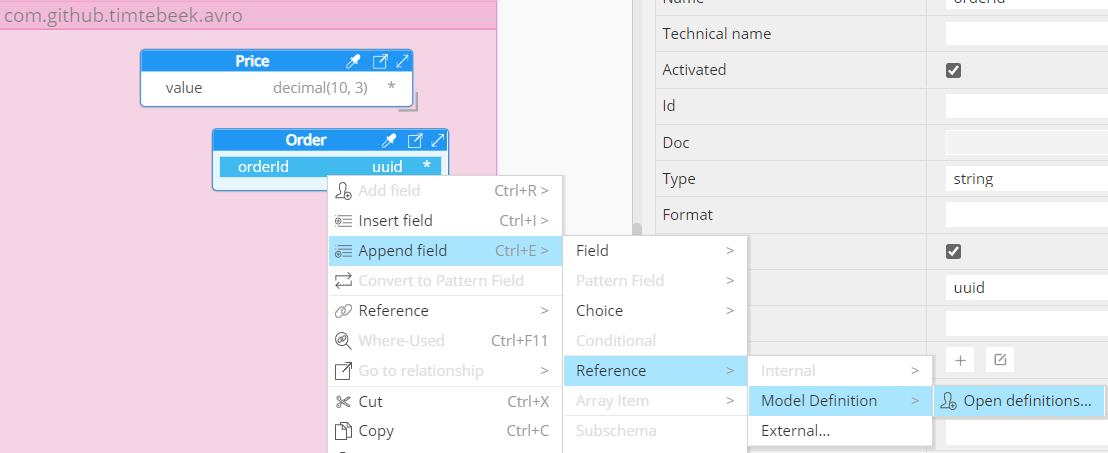 com.github.timtebeek.avro
Price
value decimal(10, 3) *
Order
orderId uuid *
Add field Ctrl+R >
Insert field Ctrl+I >
Append field Ctrl+E >
Convert to Pattern Field
Reference >
Where-Used Ctrl+F11
Go to relationship >
Cut Ctrl+X
Copy Ctrl+C
Field >
Pattern Field >
Choice >
Conditional
Reference >
Array Item >
Subschema
Internal >
Model Definition >
External...
Open definitions...
Technical name
Activated
Id
Doc
Type string
Format
uuid